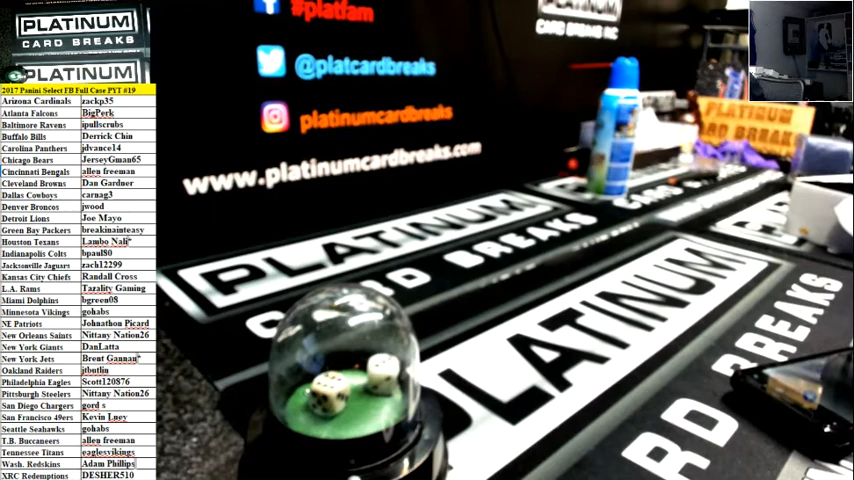 PLATINUM
CARD BREAKS
PLATINUM
2017 Panini Select FB Full Case PYT #19
Arizona Cardinals zackp35
Atlanta Falcons BigPerk
Baltimore Ravens ipullscrubs
Buffalo Bills Derrick Chin
Carolina Panthers jdvance14
Chicago Bears JerseyGman65
Cincinnati Bengals allen freeman
Cleveland Browns Dan Gardner
Dallas Cowboys carnag3
Denver Broncos jwood
Detroit Lions Joe Mayo
Green Bay Packers breakinainteasy
Houston Texans Lambo Nali*
Indianapolis Colts bpaul80
Jacksonville Jaguars zach12299
Kansas City Chiefs Randall Cross
L.A. Rams Tazality Gaming
Miami Dolphins bgreen08
Minnesota Vikings gohabs
NE Patriots Johnathon Picard
New Orleans Saints Nittany Nation26
New York Giants DanLatta
New York Jets Brent Gannan*
Oakland Raiders jtbutlin
Philadelphia Eagles Scott120876
Pittsburgh Steelers Nittany Nation26
San Diego Chargers gord s
San Francisco 49ers Kevin Luey
Seattle Seahawks gohabs
T.B. Buccaneers allen freeman
Tennessee Titans eaglesvikings
Wash. Redskins Adam Phillips
XRC Redemptions DESHER510
#platfam
@platcardbreaks
platinumcardbreaks
www.platinumcardbreaks.com
PLATINUM
CARD BREAKS
PLATINUM
CARD BREAKS
PLATINUM
CARD BREAKS
PLATINUM
CARD BREAK